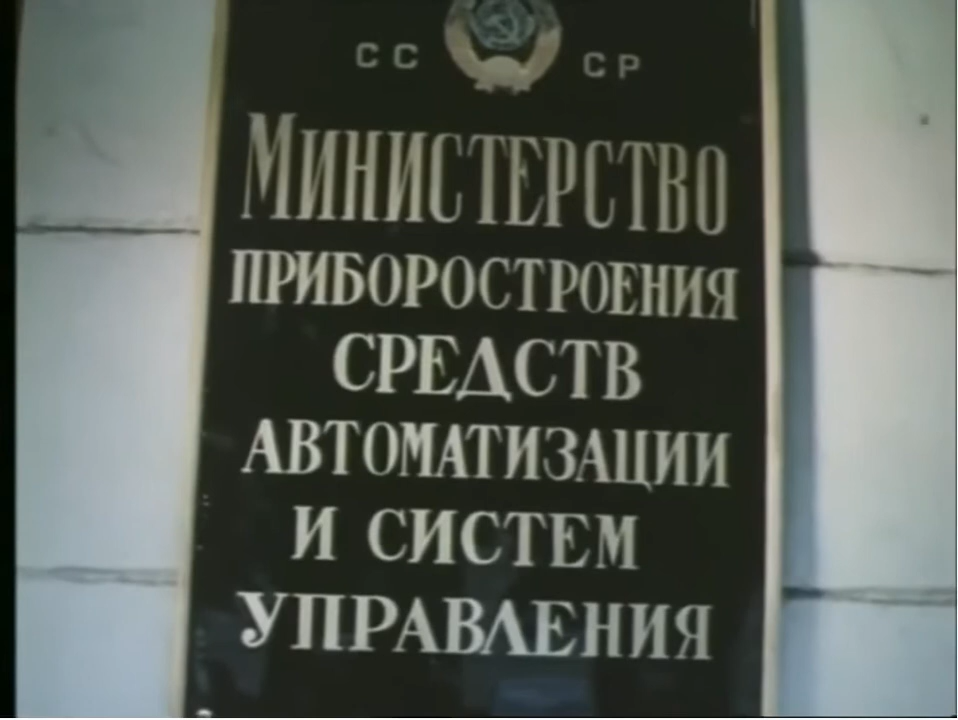 СС СР
Министерство
приборостроения
средств
автоматизации
и систем
управления